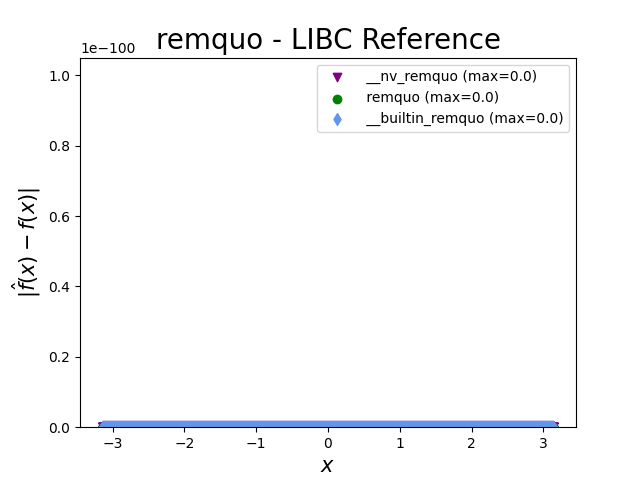 remquo - LIBC Reference
1e−100
__nv_remquo (max=0.0)
remquo (max=0.0)
__builtin_remquo (max=0.0)
1.0
0.8
0.6
0.4
0.2
0.0
|f̂(x) − f(x)|
−3 −2 −1 0 1 2 3
x